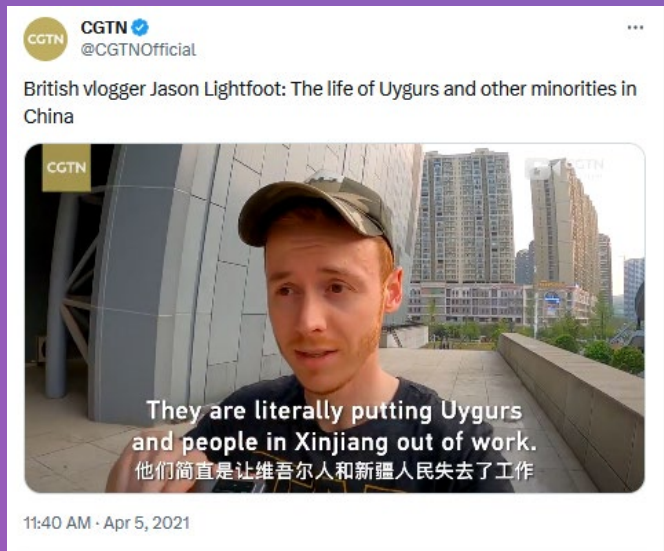 CGTN
CGTN
@CGTNOfficial
British vlogger Jason Lightfoot: The life of Uygurs and other minorities in
China
CGTN
CGTN
They are literally putting Uygurs
and people in Xinjiang out of work.
他们简直是让维吾尔人和新疆人民失去了工作
11:40 AM · Apr 5, 2021